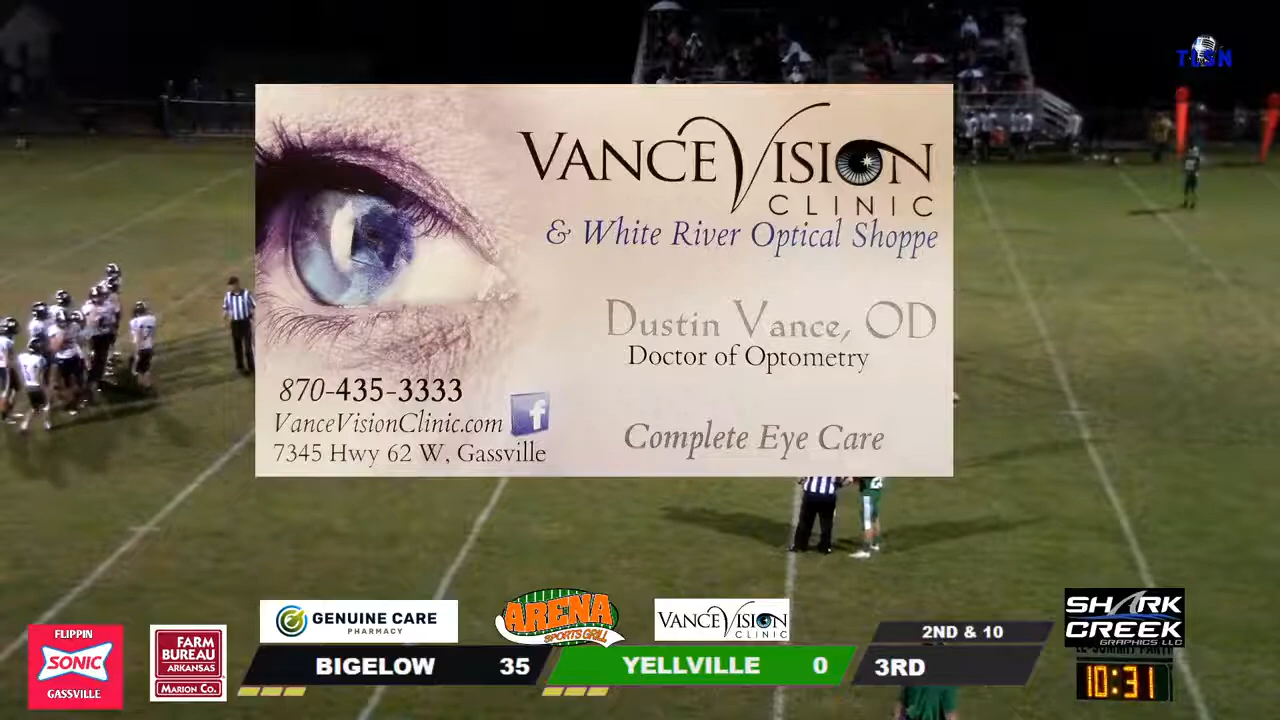 TLSN
VANCE VISION
CLINIC
& White River Optical Shoppe
Dustin Vance, OD
Doctor of Optometry
870-435-3333
VanceVisionClinic.com
f
7345 Hwy 62 W, Gassville
Complete Eye Care
GENUINE CARE
PHARMACY
ARENA
SPORTS GRILL
VANCE VISION
CLINIC
SHARK
CREEK
GRAPHICS LLC
FLIPPIN
SONIC
GASSVILLE
FARM
BUREAU
ARKANSAS
MARION CO.
BIGELOW 35
YELLVILLE 0
2ND & 10
3RD
10:31